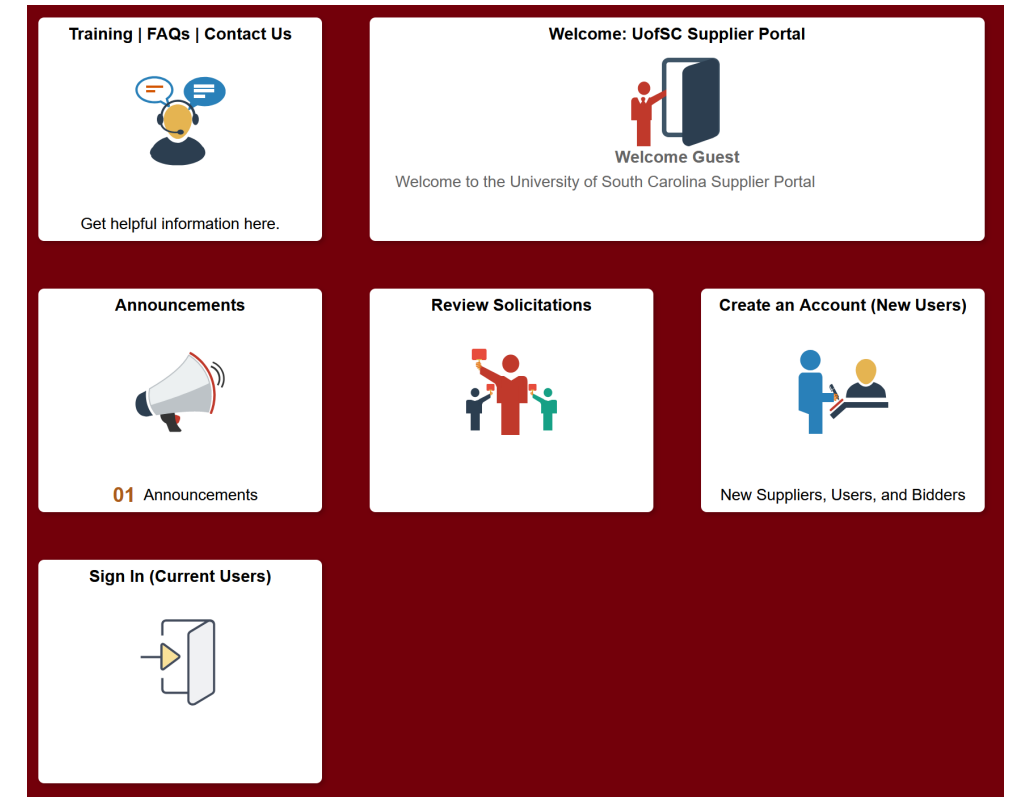 Training | FAQs | Contact Us
Get helpful information here.
Welcome: UofSC Supplier Portal
Welcome Guest
Welcome to the University of South Carolina Supplier Portal
Announcements
01 Announcements
Review Solicitations
Create an Account (New Users)
New Suppliers, Users, and Bidders
Sign In (Current Users)